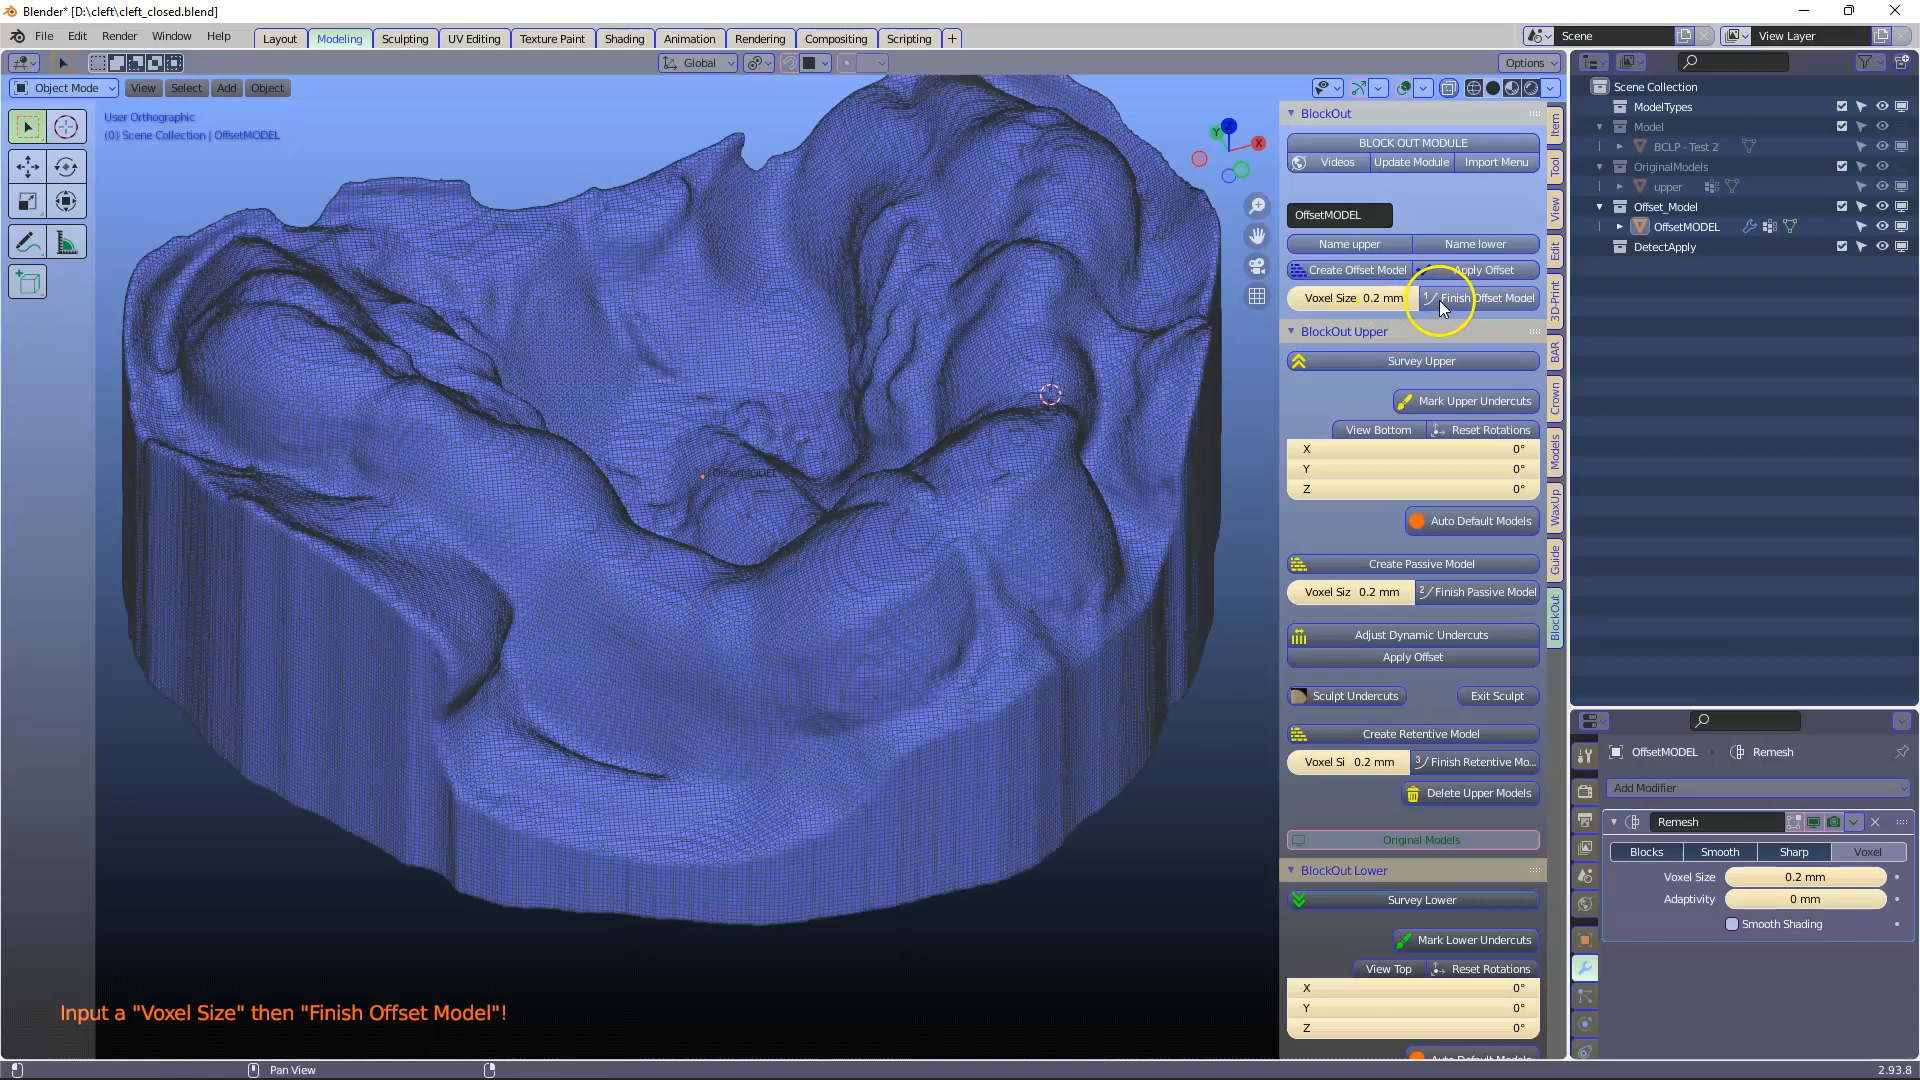 Blender* [D:\cleft\cleft_closed.blend]
File Edit Render Window Help Layout Modeling Sculpting UV Editing Texture Paint Shading Animation Rendering Compositing Scripting + Scene View Layer
Global Options
Object Mode View Select Add Object
User Orthographic
(0) Scene Collection | OffsetMODEL
OffsetMODEL
X
Y
Z
Input a "Voxel Size" then "Finish Offset Model"!
BlockOut
BLOCK OUT MODULE
Videos Update Module Import Menu
OffsetMODEL
Name upper Name lower
Create Offset Model Apply Offset
Voxel Size 0.2 mm Finish Offset Model
BlockOut Upper
Survey Upper
Mark Upper Undercuts
View Bottom Reset Rotations
X 0°
Y 0°
Z 0°
Auto Default Models
Create Passive Model
Voxel Siz 0.2 mm Finish Passive Model
Adjust Dynamic Undercuts
Apply Offset
Sculpt Undercuts Exit Sculpt
Create Retentive Model
Voxel Si 0.2 mm Finish Retentive Mo...
Delete Upper Models
Original Models
BlockOut Lower
Survey Lower
Mark Lower Undercuts
View Top Reset Rotations
X 0°
Y 0°
Z 0°
Auto Default Models
Item
Tool
View
Edit
3D-Print
BAR
Crown
Models
WaxUp
Guide
BlockOut
Scene Collection
ModelTypes
Model
BCLP - Test 2
OriginalModels
upper
Offset_Model
OffsetMODEL
DetectApply
OffsetMODEL Remesh
Add Modifier
Remesh
Blocks Smooth Sharp Voxel
Voxel Size 0.2 mm
Adaptivity 0 mm
Smooth Shading
Pan View
2.93.8